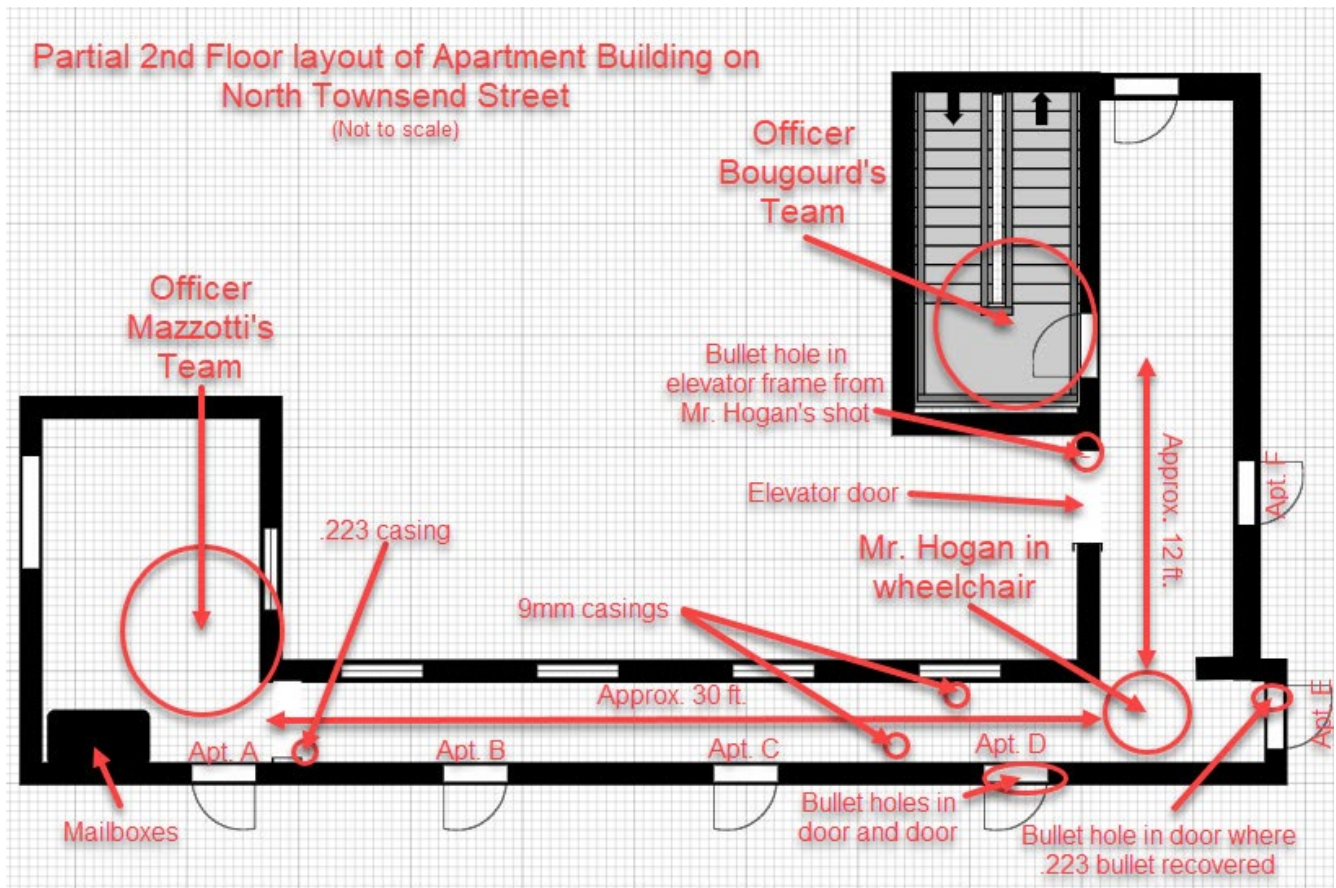 Partial 2nd Floor layout of Apartment Building on
North Townsend Street
(Not to scale)
Officer
Bougourd's
Team
Officer
Mazzotti's
Team
Bullet hole in
elevator frame from
Mr. Hogan's shot
Elevator door
Approx. 12 ft.
Apt. F
.223 casing
Mr. Hogan in
wheelchair
9mm casings
Approx. 30 ft.
Apt. A
Apt. B
Apt. C
Apt. D
Apt. E
Mailboxes
Bullet holes in
door and door
Bullet hole in door where
.223 bullet recovered